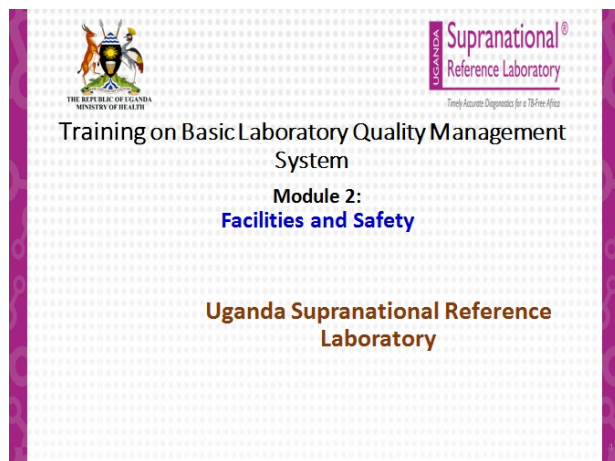 THE REPUBLIC OF UGANDA
MINISTRY OF HEALTH
UGANDA
Supranational®
Reference Laboratory
Timely Accurate Diagnostics for a TB-Free Africa
Training on Basic Laboratory Quality Management
System
Module 2:
Facilities and Safety
Uganda Supranational Reference
Laboratory